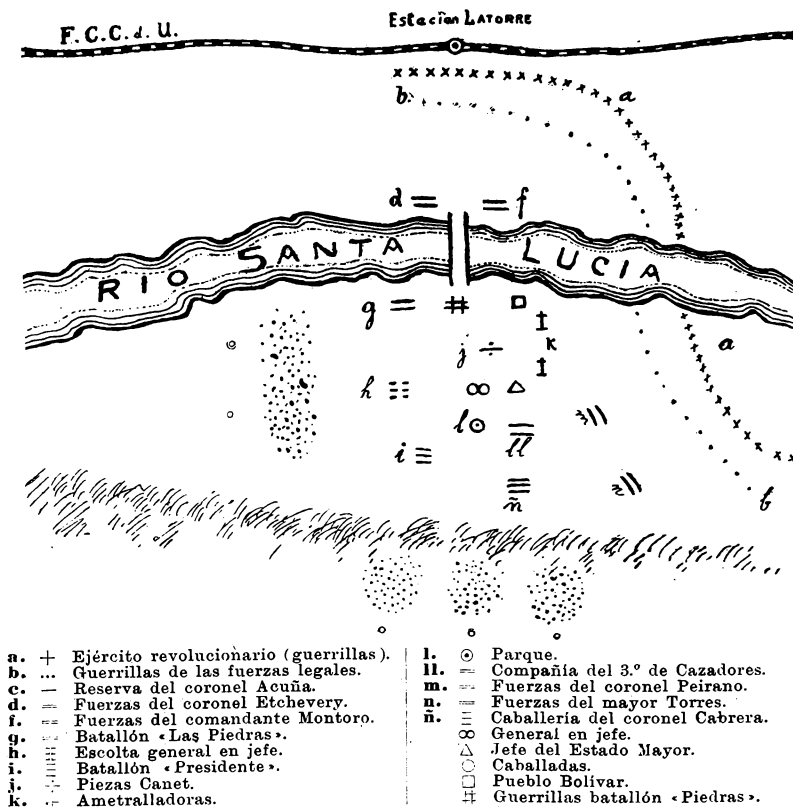 Estación LATORRE
F.C.C.d.U.
a
b.
d
f
RIO SANTA LUCIA
g
k
a
j
h
l
i
ll
ñ
b
a. + Ejército revolucionario (guerrillas).
b. ... Guerrillas de las fuerzas legales.
c. — Reserva del coronel Acuña.
d. = Fuerzas del coronel Etchevery.
f. == Fuerzas del comandante Montoro.
g. = Batallón «Las Piedras».
h. Escolta general en jefe.
i. Batallón «Presidente».
j. Piezas Canet.
k. Ametralladoras.
l. ⊙ Parque.
ll. = Compañía del 3.º de Cazadores.
m. = Fuerzas del coronel Peirano.
n. = Fuerzas del mayor Torres.
ñ. Caballería del coronel Cabrera.
∞ General en jefe.
△ Jefe del Estado Mayor.
○ Caballadas.
□ Pueblo Bolívar.
# Guerrillas batallón «Piedras».